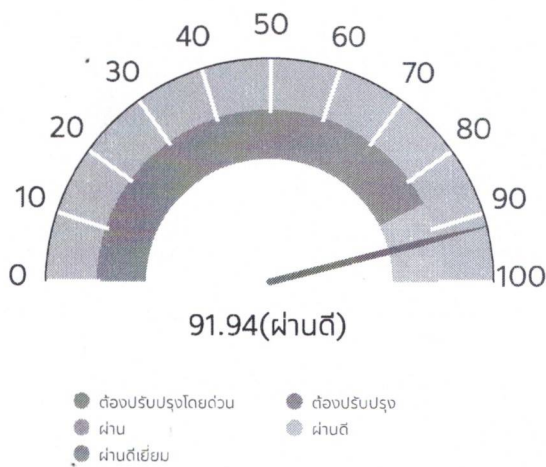 50
40 60
30 70
20 80
10 90
0 100
91.94(ผ่านดี)
ต้องปรับปรุงโดยด่วน ต้องปรับปรุง
ผ่าน ผ่านดี
ผ่านดีเยี่ยม